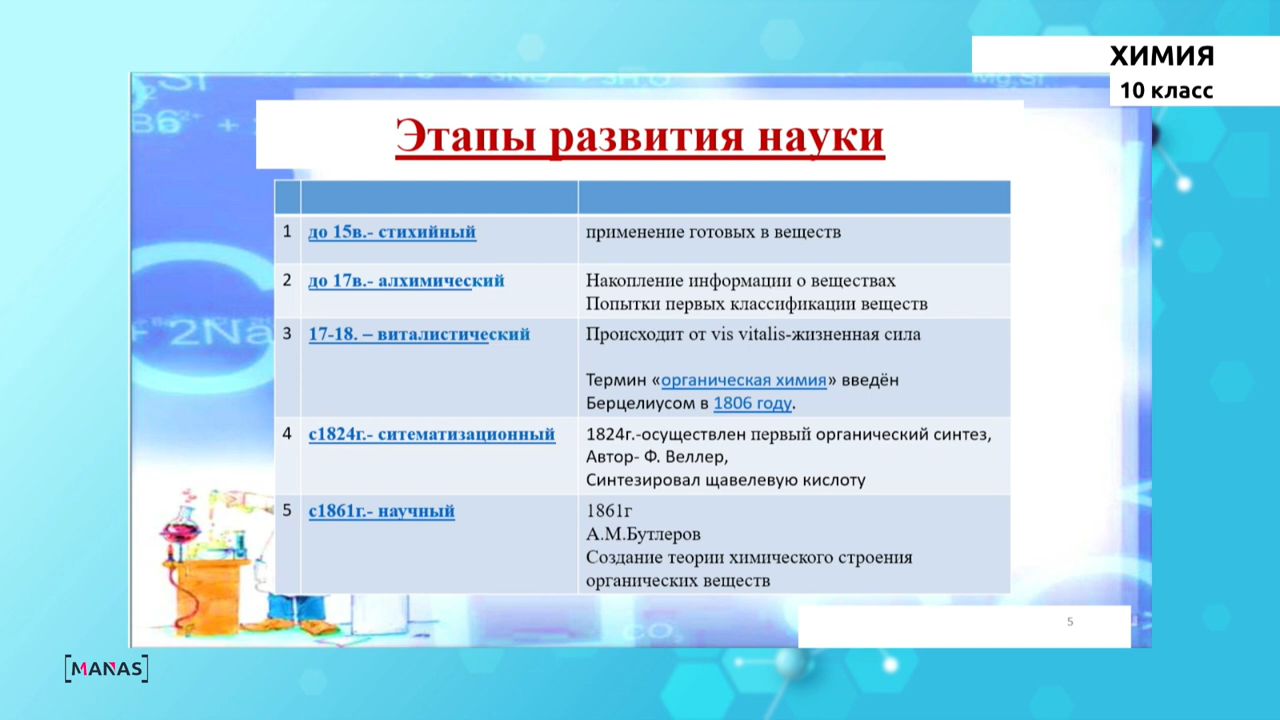 ХИМИЯ
10 класс
Этапы развития науки
1 до 15в.- стихийный применение готовых в веществ
2 до 17в.- алхимический Накопление информации о веществах
Попытки первых классификации веществ
3 17-18. – виталистический Происходит от vis vitalis-жизненная сила
Термин «органическая химия» введён
Берцелиусом в 1806 году.
4 с1824г.- ситематизационный 1824г.-осуществлен первый органический синтез,
Автор- Ф. Веллер,
Синтезировал щавелевую кислоту
5 с1861г.- научный 1861г
А.М.Бутлеров
Создание теории химического строения
органических веществ
+ 2Na
CO₂
5
[MANAS]